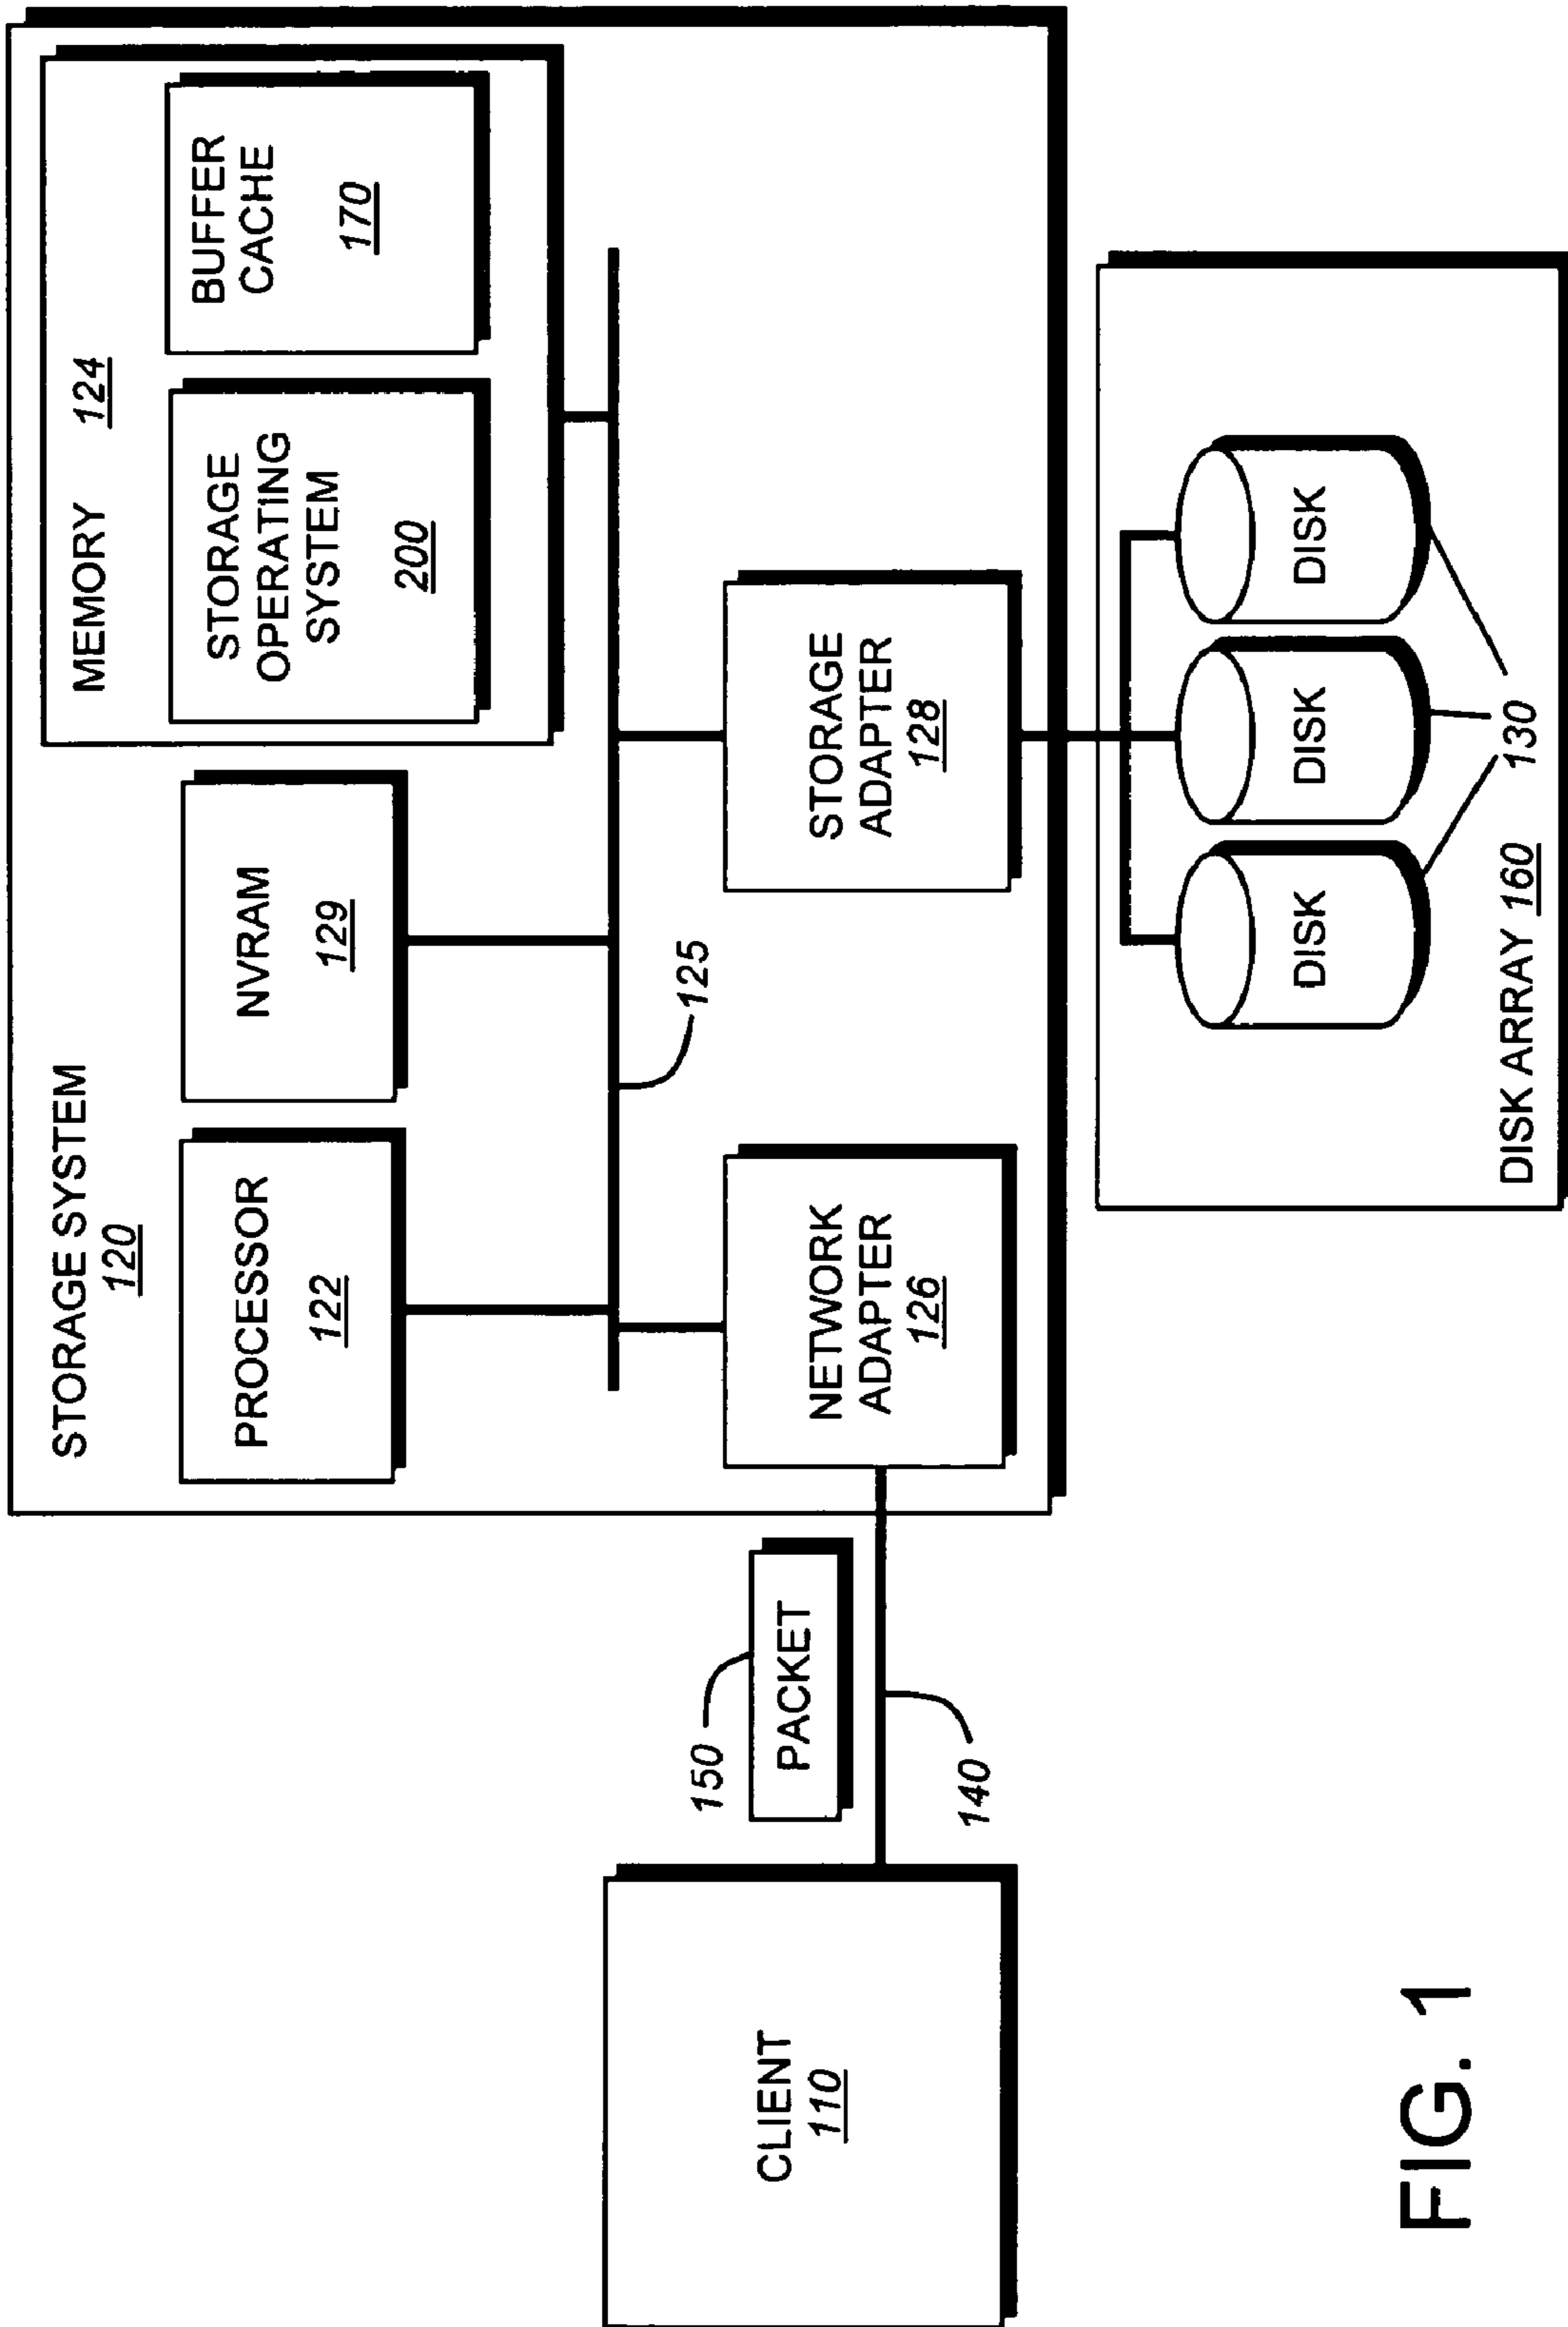 STORAGE SYSTEM
120
PROCESSOR
122
NVRAM
129
MEMORY 124
STORAGE
OPERATING
SYSTEM
200
BUFFER
CACHE
170
125
NETWORK
ADAPTER
126
STORAGE
ADAPTER
128
150
PACKET
140
CLIENT
110
DISK
DISK
DISK
130
DISK ARRAY 160
FIG. 1